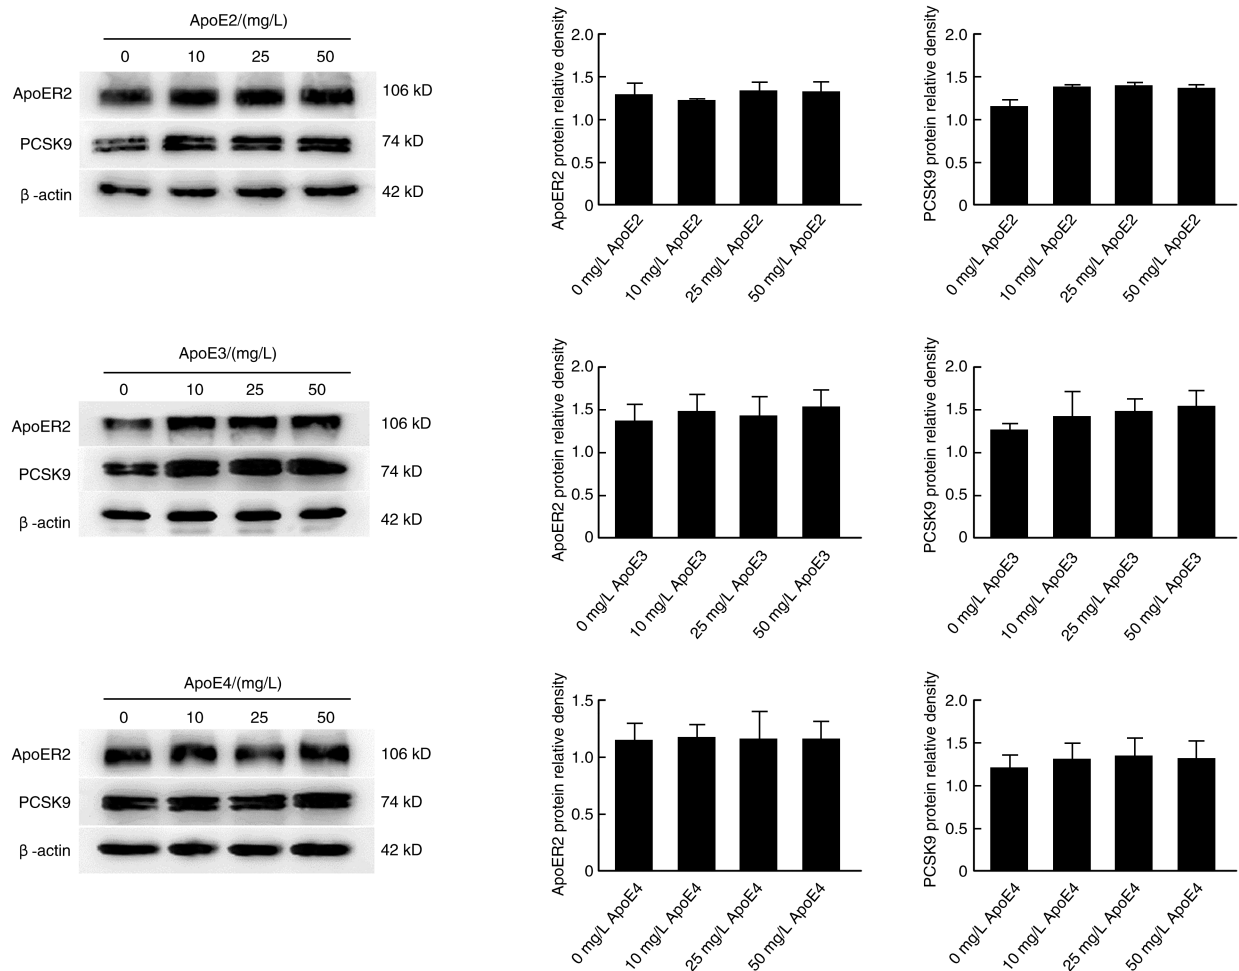 ApoE2/(mg/L)
0 10 25 50
ApoER2 106 kD
PCSK9 74 kD
β -actin 42 kD
ApoER2 protein relative density
2.0
1.5
1.0
0.5
0
0 mg/L ApoE2
10 mg/L ApoE2
25 mg/L ApoE2
50 mg/L ApoE2
PCSK9 protein relative density
2.0
1.5
1.0
0.5
0
0 mg/L ApoE2
10 mg/L ApoE2
25 mg/L ApoE2
50 mg/L ApoE2
ApoE3/(mg/L)
0 10 25 50
ApoER2 106 kD
PCSK9 74 kD
β -actin 42 kD
ApoER2 protein relative density
2.0
1.5
1.0
0.5
0
0 mg/L ApoE3
10 mg/L ApoE3
25 mg/L ApoE3
50 mg/L ApoE3
PCSK9 protein relative density
2.0
1.5
1.0
0.5
0
0 mg/L ApoE3
10 mg/L ApoE3
25 mg/L ApoE3
50 mg/L ApoE3
ApoE4/(mg/L)
0 10 25 50
ApoER2 106 kD
PCSK9 74 kD
β -actin 42 kD
ApoER2 protein relative density
1.5
1.0
0.5
0
0 mg/L ApoE4
10 mg/L ApoE4
25 mg/L ApoE4
50 mg/L ApoE4
PCSK9 protein relative density
2.0
1.5
1.0
0.5
0
0 mg/L ApoE4
10 mg/L ApoE4
25 mg/L ApoE4
50 mg/L ApoE4